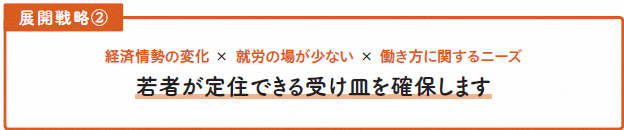 展開戦略②
経済情勢の変化 × 就労の場が少ない × 働き方に関するニーズ
若者が定住できる受け皿を確保します